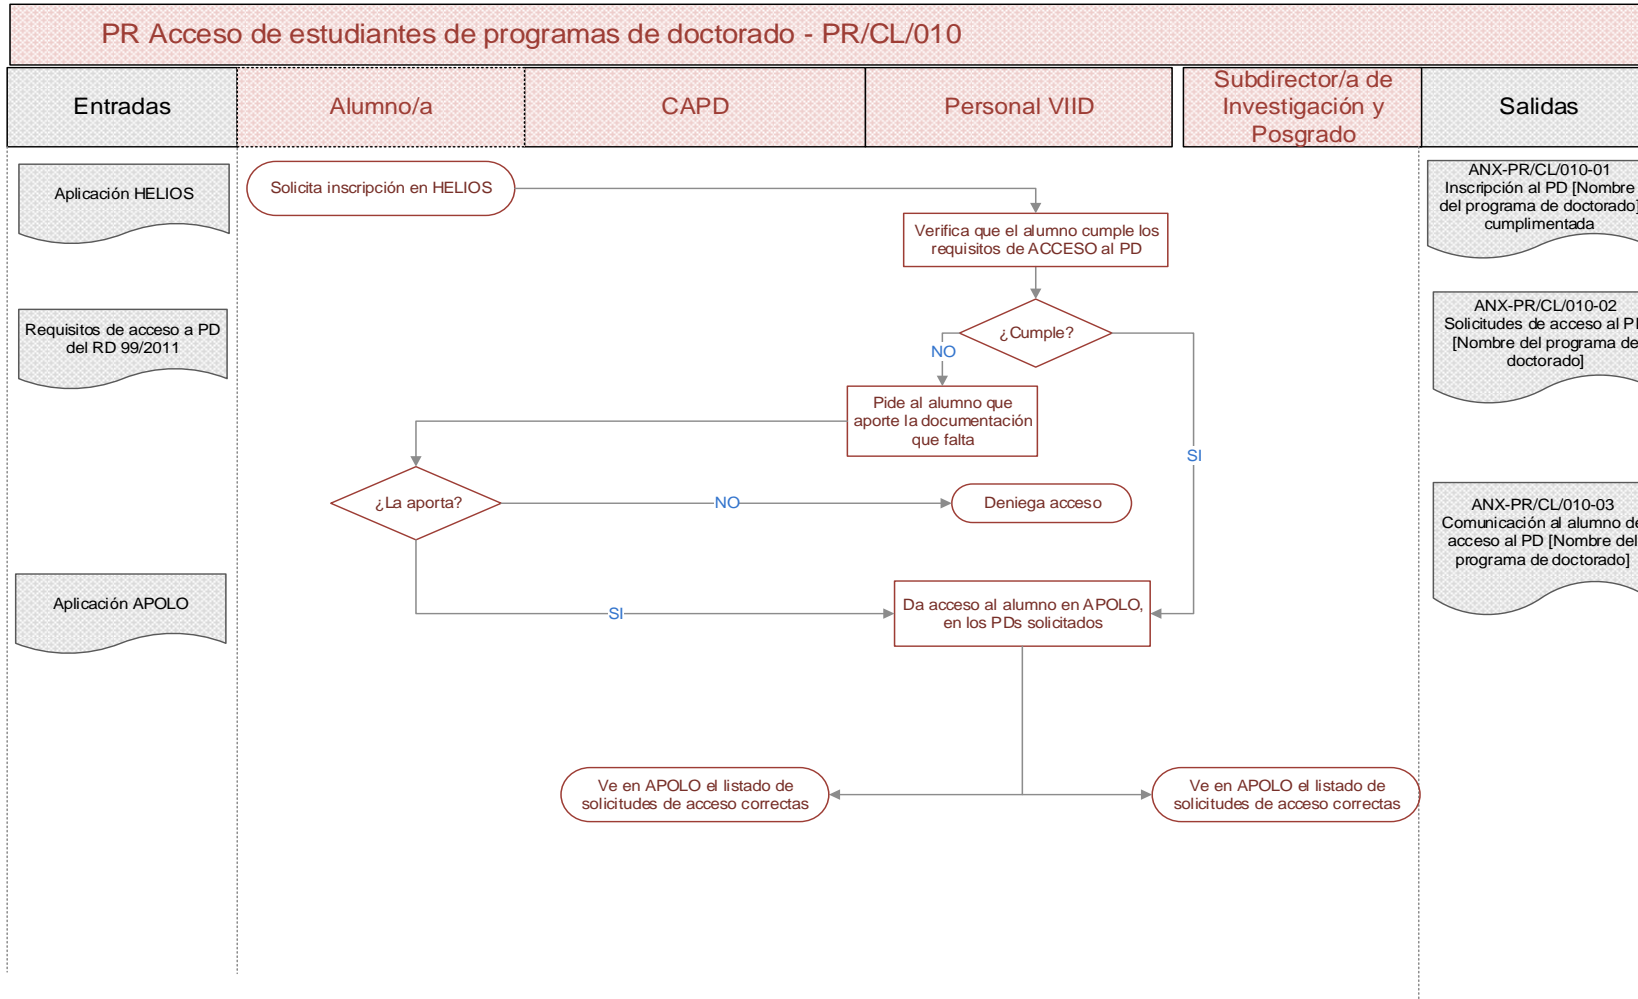 PR Acceso de estudiantes de programas de doctorado - PR/CL/010
Entradas
Alumno/a
CAPD
Personal VIID
Subdirector/a de
Investigación y
Posgrado
Salidas
Aplicación HELIOS
Solicita inscripción en HELIOS
ANX-PR/CL/010-01
Inscripción al PD [Nombre
del programa de doctorado]
cumplimentada
Verifica que el alumno cumple los
requisitos de ACCESO al PD
Requisitos de acceso a PD
del RD 99/2011
¿Cumple?
NO
ANX-PR/CL/010-02
Solicitudes de acceso al PD
[Nombre del programa de
doctorado]
Pide al alumno que
aporte la documentación
que falta
SI
¿La aporta?
NO
Deniega acceso
ANX-PR/CL/010-03
Comunicación al alumno de
acceso al PD [Nombre del
programa de doctorado]
Aplicación APOLO
SI
Da acceso al alumno en APOLO,
en los PDs solicitados
Ve en APOLO el listado de
solicitudes de acceso correctas
Ve en APOLO el listado de
solicitudes de acceso correctas